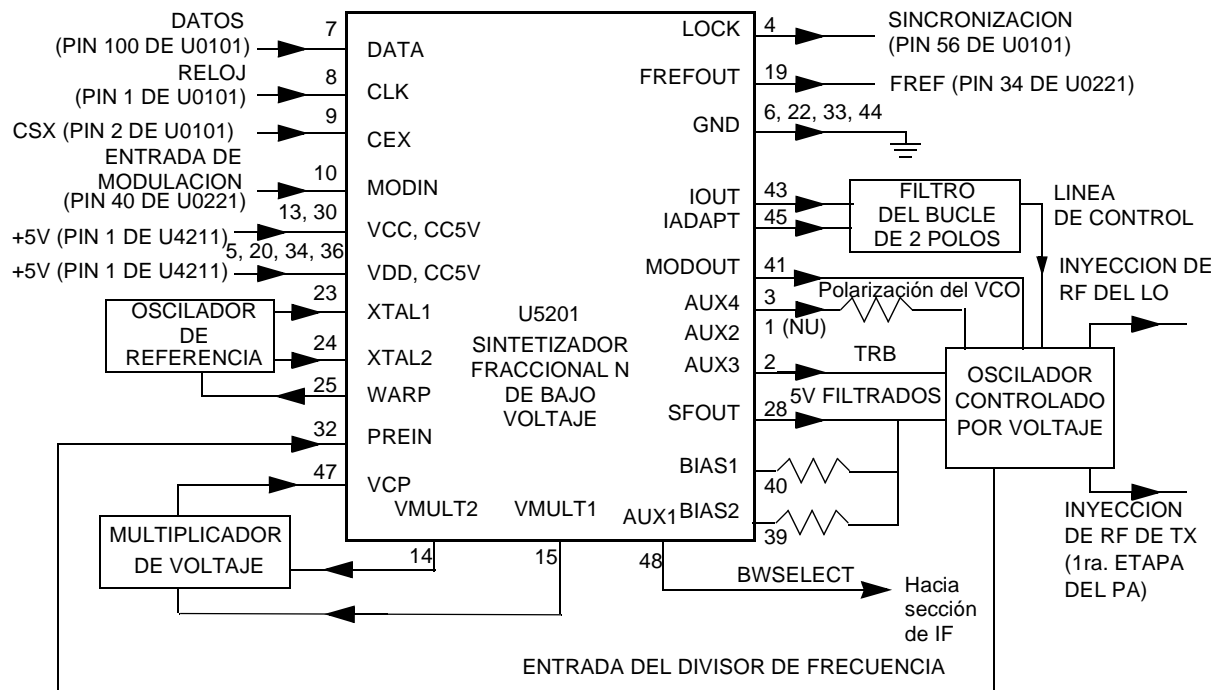 DATOS
(PIN 100 DE U0101)
7
DATA
RELOJ
(PIN 1 DE U0101)
8
CLK
CSX (PIN 2 DE U0101)
9
CEX
ENTRADA DE
MODULACION
(PIN 40 DE U0221)
10
MODIN
13, 30
+5V (PIN 1 DE U4211)
VCC, CC5V
5, 20, 34, 36
+5V (PIN 1 DE U4211)
VDD, CC5V
OSCILADOR
DE
REFERENCIA
23
XTAL1
24
XTAL2
25
WARP
32
PREIN
47
VCP
MULTIPLICADOR
DE VOLTAJE
VMULT2
14
VMULT1
15
AUX1
48
BWSELECT
Hacia
sección
de IF
U5201
SINTETIZADOR
FRACCIONAL N
DE BAJO
VOLTAJE
LOCK
4
SINCRONIZACION
(PIN 56 DE U0101)
FREFOUT
19
FREF (PIN 34 DE U0221)
GND
6, 22, 33, 44
IOUT
43
IADAPT
45
FILTRO
DEL BUCLE
DE 2 POLOS
LINEA
DE CONTROL
MODOUT
41
AUX4
3
Polarización del VCO
AUX2
1 (NU)
AUX3
2
TRB
SFOUT
28
5V FILTRADOS
BIAS1
40
BIAS2
39
INYECCION DE
RF DEL LO
OSCILADOR
CONTROLADO
POR VOLTAJE
INYECCION
DE RF DE TX
(1ra. ETAPA
DEL PA)
ENTRADA DEL DIVISOR DE FRECUENCIA